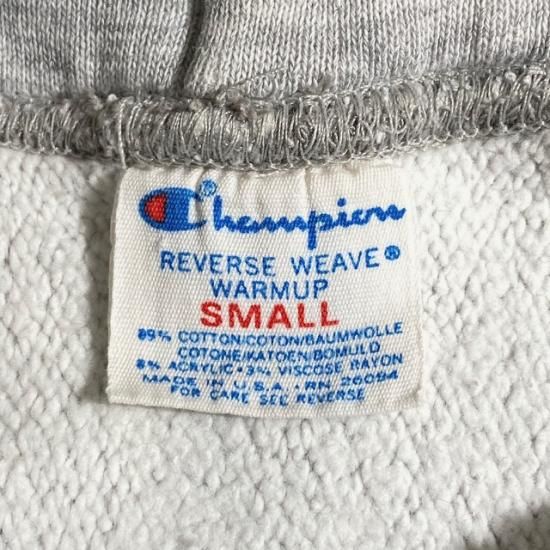 Champion®
REVERSE WEAVE®
WARMUP
SMALL
89% COTTON/COTON/BAUMWOLLE
COTONE/KATOEN/BOMULD
8% ACRYLIC • 3% VISCOSE RAYON
MADE IN U.S.A. • RN 26094
FOR CARE SEE REVERSE